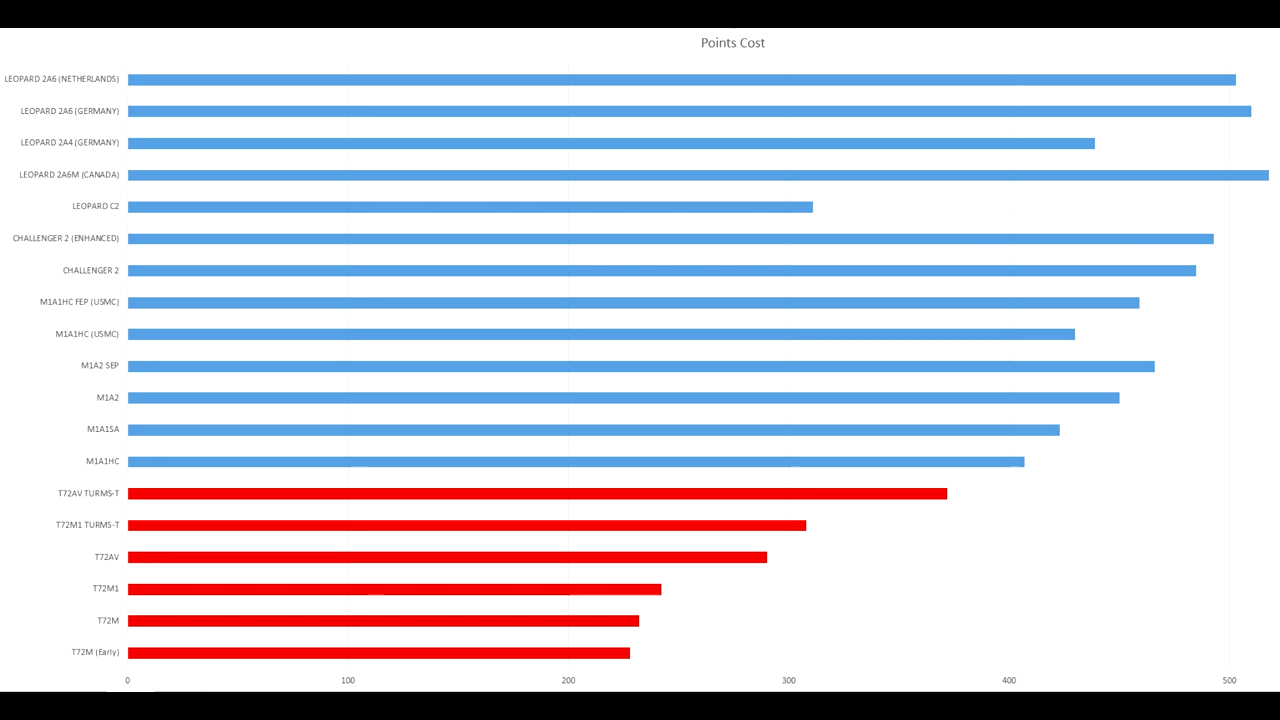 Points Cost
LEOPARD 2A6 (NETHERLANDS)
LEOPARD 2A6 (GERMANY)
LEOPARD 2A4 (GERMANY)
LEOPARD 2A6M (CANADA)
LEOPARD C2
CHALLENGER 2 (ENHANCED)
CHALLENGER 2
M1A1HC FEP (USMC)
M1A1HC (USMC)
M1A2 SEP
M1A2
M1A1SA
M1A1HC
T72AV TURMS-T
T72M1 TURMS-T
T72AV
T72M1
T72M
T72M (Early)
0 100 200 300 400 500